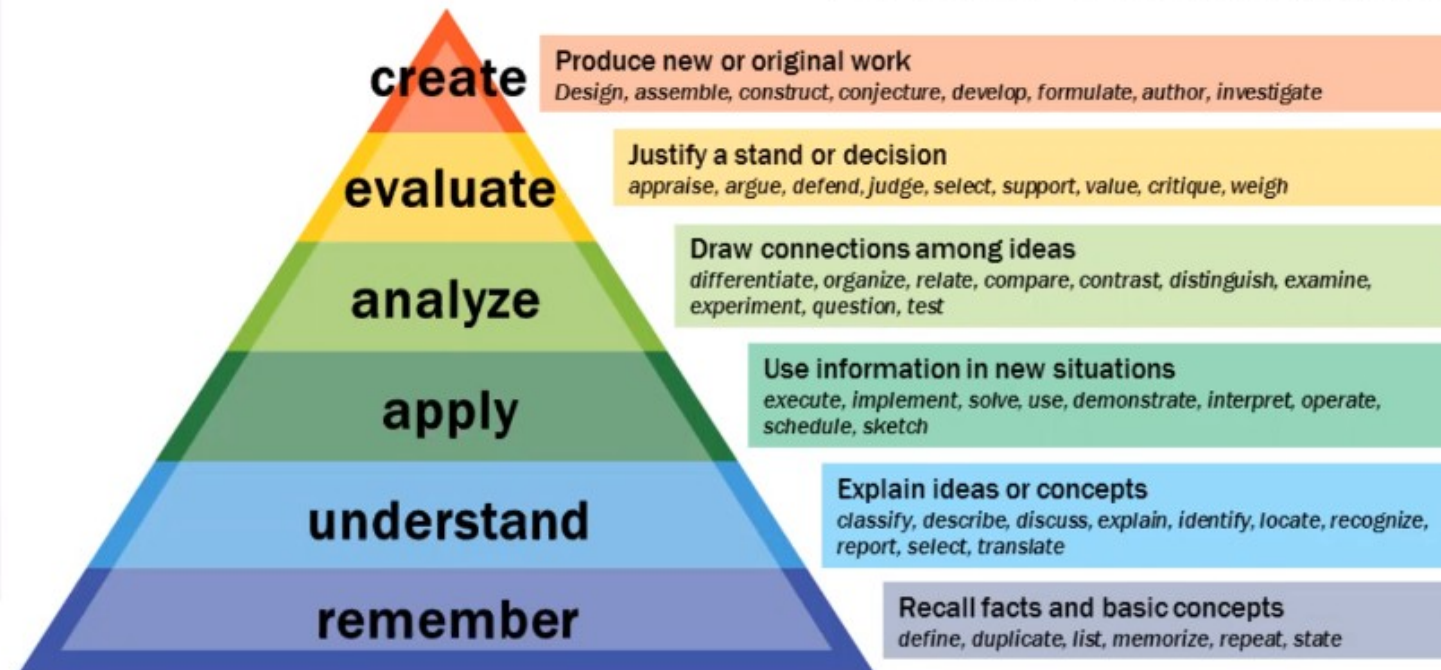 create
Produce new or original work
Design, assemble, construct, conjecture, develop, formulate, author, investigate
evaluate
Justify a stand or decision
appraise, argue, defend, judge, select, support, value, critique, weigh
analyze
Draw connections among ideas
differentiate, organize, relate, compare, contrast, distinguish, examine,
experiment, question, test
apply
Use information in new situations
execute, implement, solve, use, demonstrate, interpret, operate,
schedule, sketch
understand
Explain ideas or concepts
classify, describe, discuss, explain, identify, locate, recognize,
report, select, translate
remember
Recall facts and basic concepts
define, duplicate, list, memorize, repeat, state